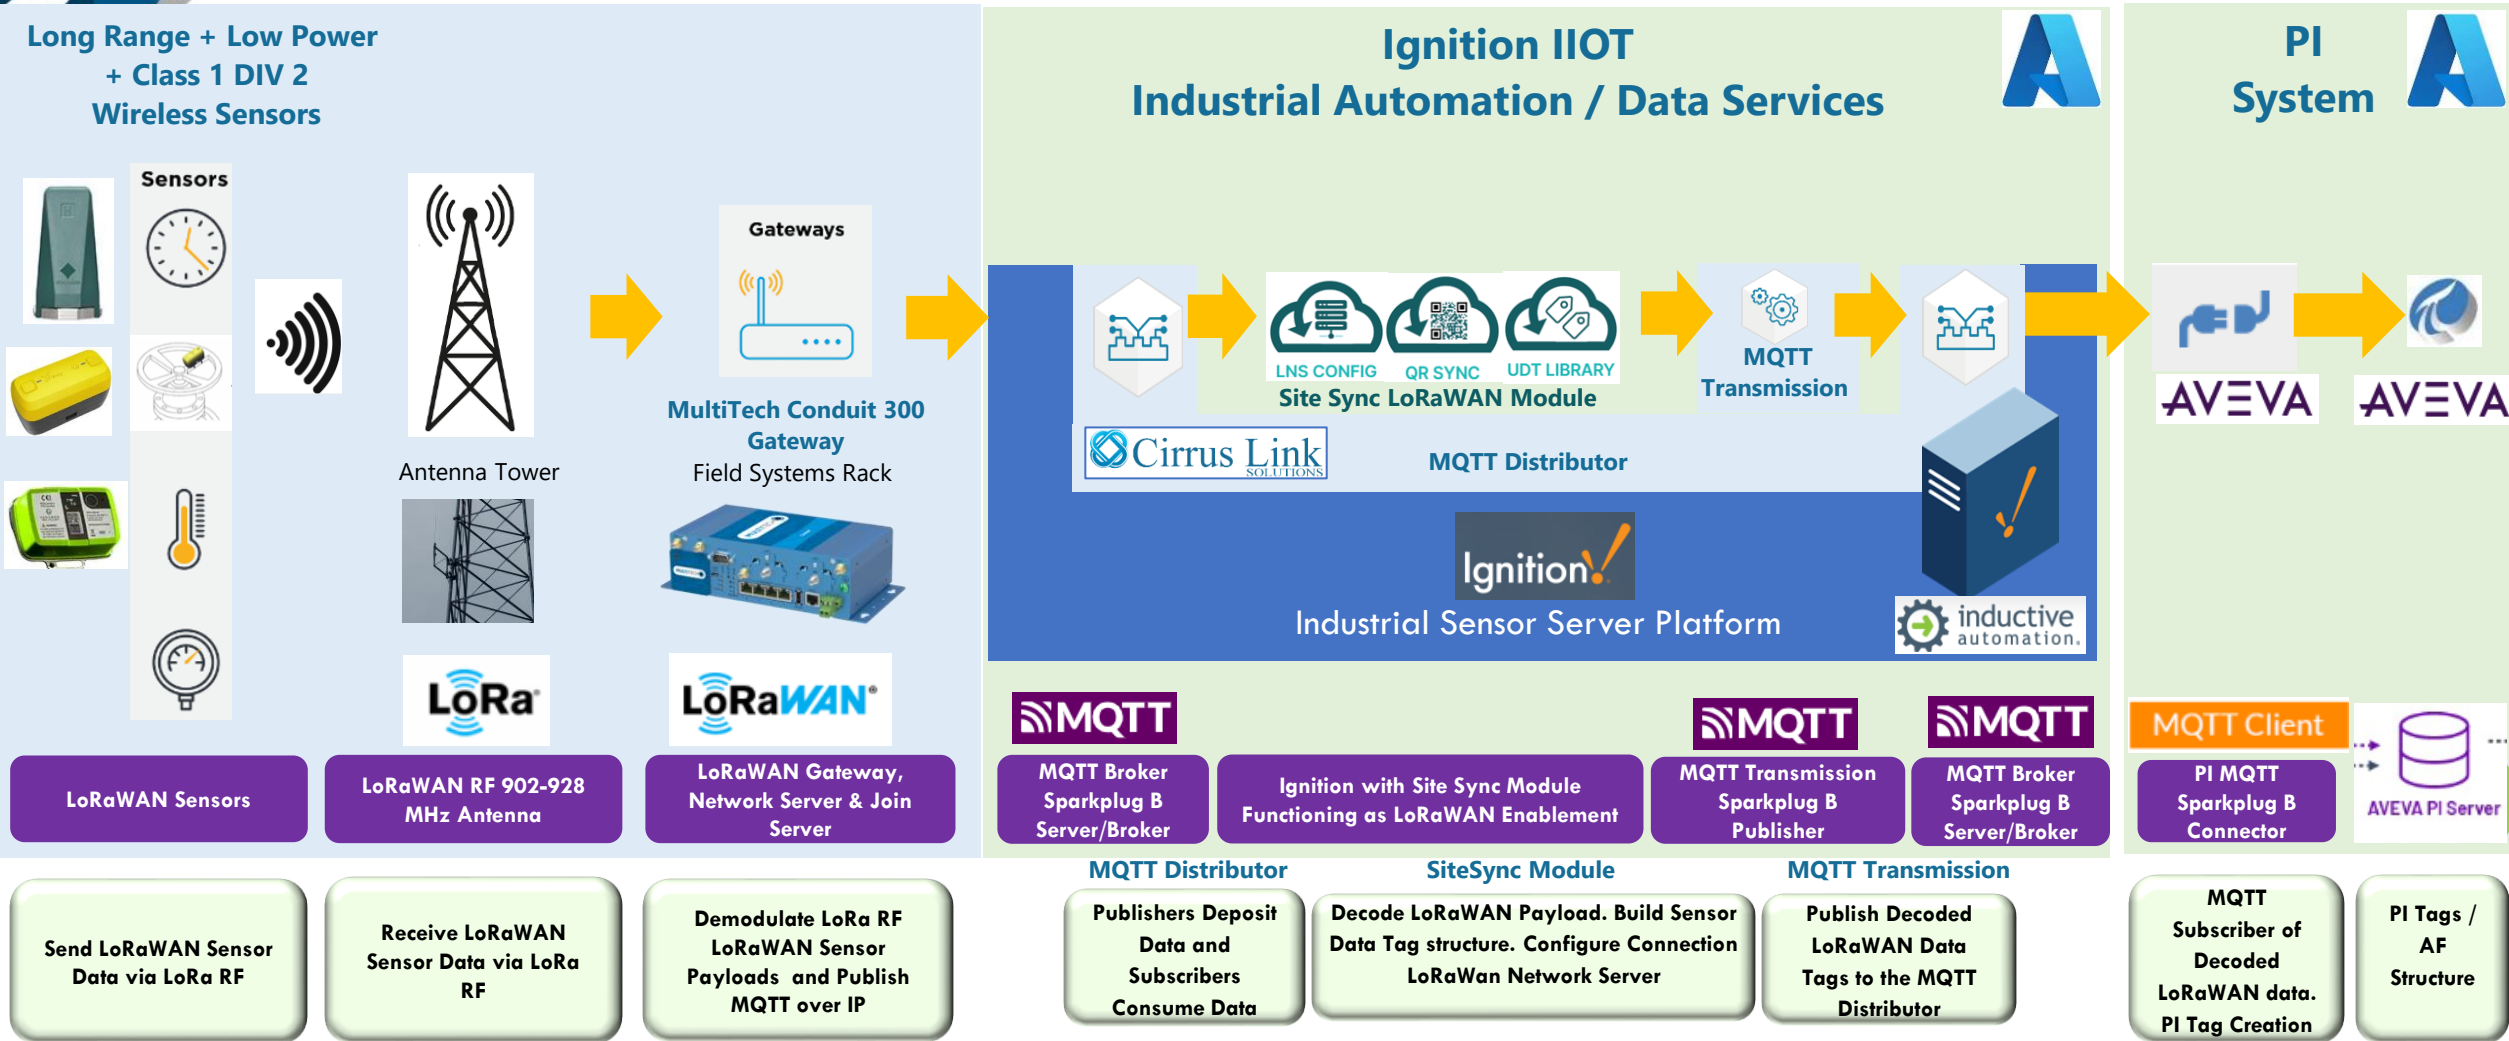 Long Range + Low Power
+ Class 1 DIV 2
Wireless Sensors
Ignition IIOT
Industrial Automation / Data Services
PI
System
Sensors
Gateways
MultiTech Conduit 300
Gateway
Field Systems Rack
Antenna Tower
LNS CONFIG
QR SYNC
UDT LIBRARY
Site Sync LoRaWAN Module
MQTT
Transmission
AVEVA
AVEVA
Cirrus Link
SOLUTIONS
MQTT Distributor
Ignition!
Industrial Sensor Server Platform
inductive
automation.
LoRa®
LoRaWAN®
MQTT
MQTT
MQTT
MQTT Client
LoRaWAN Sensors
LoRaWAN RF 902-928
MHz Antenna
LoRaWAN Gateway,
Network Server & Join
Server
MQTT Broker
Sparkplug B
Server/Broker
Ignition with Site Sync Module
Functioning as LoRaWAN Enablement
MQTT Transmission
Sparkplug B
Publisher
MQTT Broker
Sparkplug B
Server/Broker
PI MQTT
Sparkplug B
Connector
AVEVA PI Server
MQTT Distributor
SiteSync Module
MQTT Transmission
Send LoRaWAN Sensor
Data via LoRa RF
Receive LoRaWAN
Sensor Data via LoRa
RF
Demodulate LoRa RF
LoRaWAN Sensor
Payloads and Publish
MQTT over IP
Publishers Deposit
Data and
Subscribers
Consume Data
Decode LoRaWAN Payload. Build Sensor
Data Tag structure. Configure Connection
LoRaWan Network Server
Publish Decoded
LoRaWAN Data
Tags to the MQTT
Distributor
MQTT
Subscriber of
Decoded
LoRaWAN data.
PI Tag Creation
PI Tags /
AF
Structure